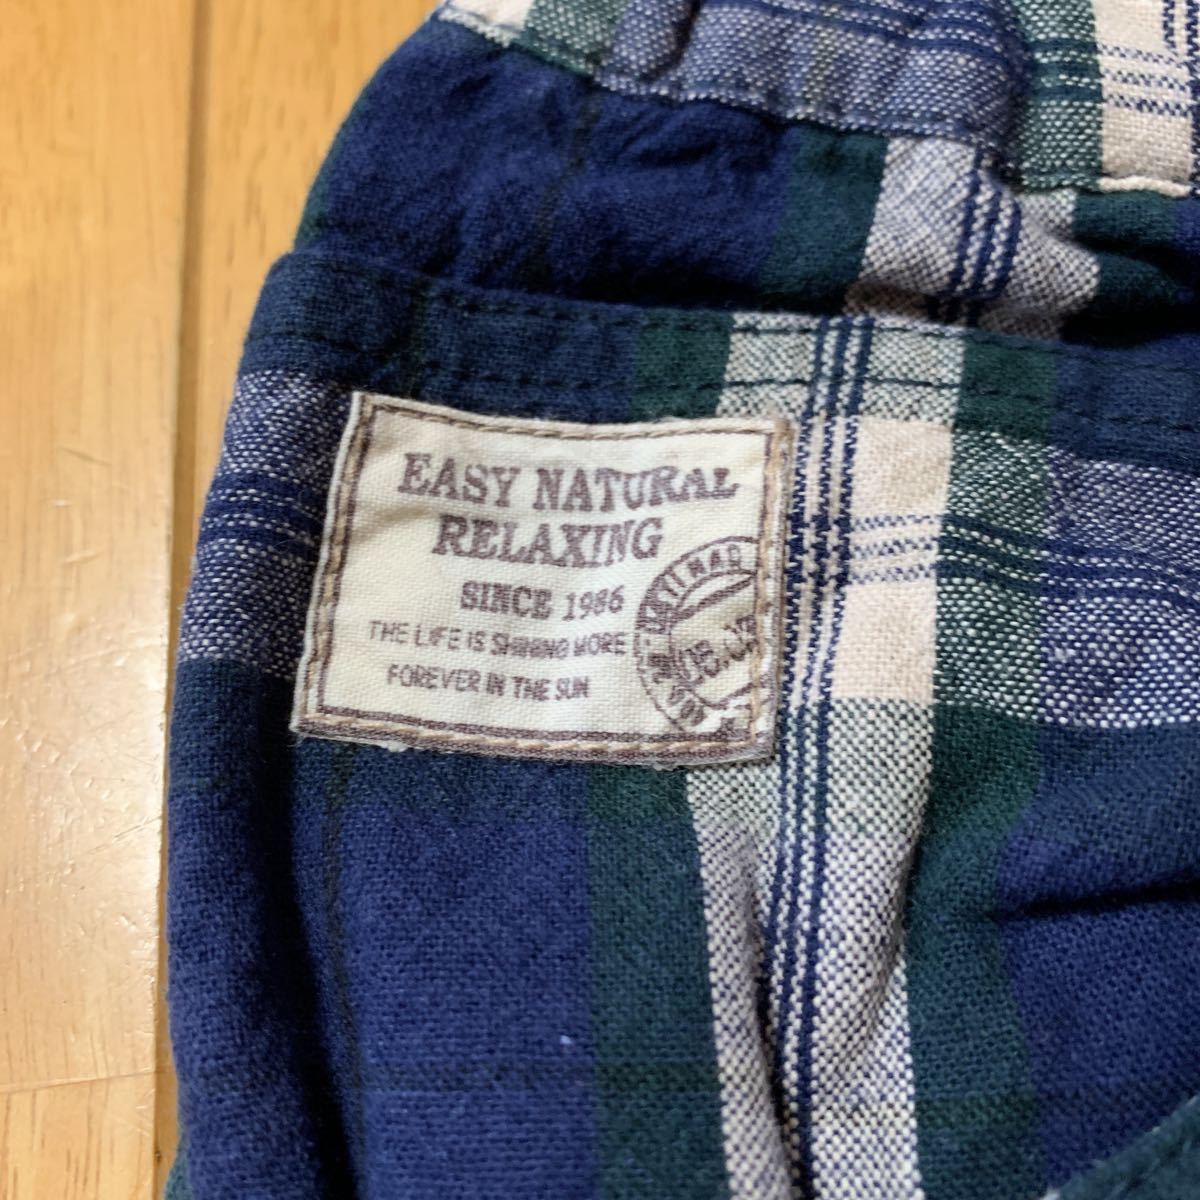 EASY NATURAL
RELAXING
SINCE 1986
THE LIFE IS SHINING MORE
FOREVER IN THE SUN